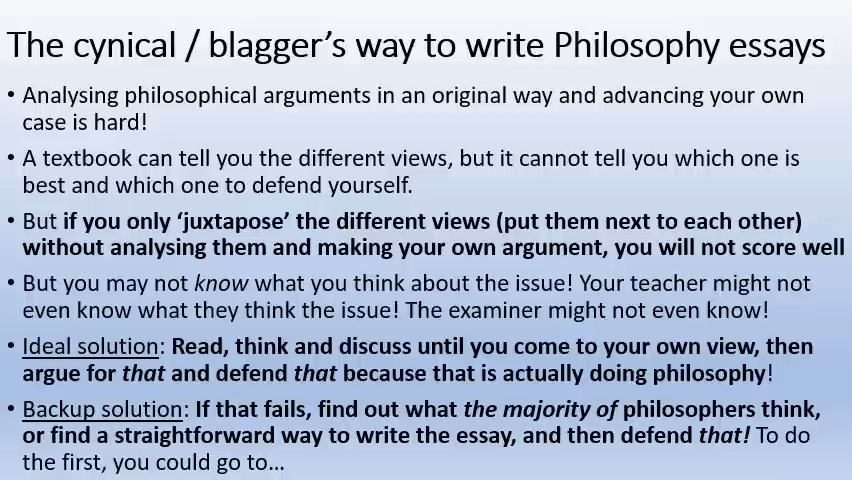 The cynical / blagger's way to write Philosophy essays
• Analysing philosophical arguments in an original way and advancing your own
case is hard!
• A textbook can tell you the different views, but it cannot tell you which one is
best and which one to defend yourself.
• But if you only 'juxtapose' the different views (put them next to each other)
without analysing them and making your own argument, you will not score well
• But you may not know what you think about the issue! Your teacher might not
even know what they think the issue! The examiner might not even know!
• Ideal solution: Read, think and discuss until you come to your own view, then
argue for that and defend that because that is actually doing philosophy!
• Backup solution: If that fails, find out what the majority of philosophers think,
or find a straightforward way to write the essay, and then defend that! To do
the first, you could go to…